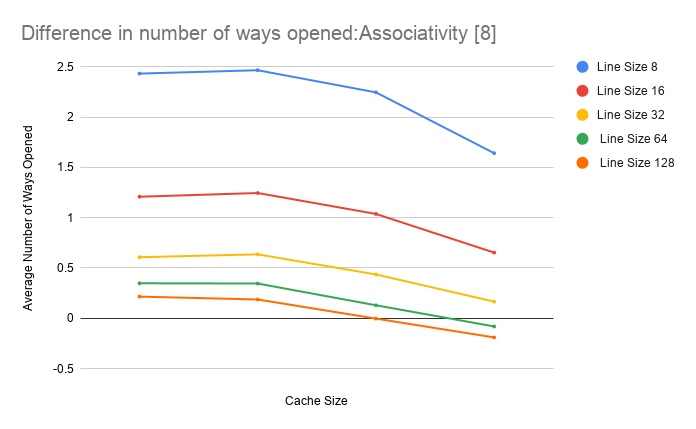 Difference in number of ways opened:Associativity [8]
Average Number of Ways Opened
2.5
2
1.5
1
0.5
0
-0.5
Cache Size
Line Size 8
Line Size 16
Line Size 32
Line Size 64
Line Size 128